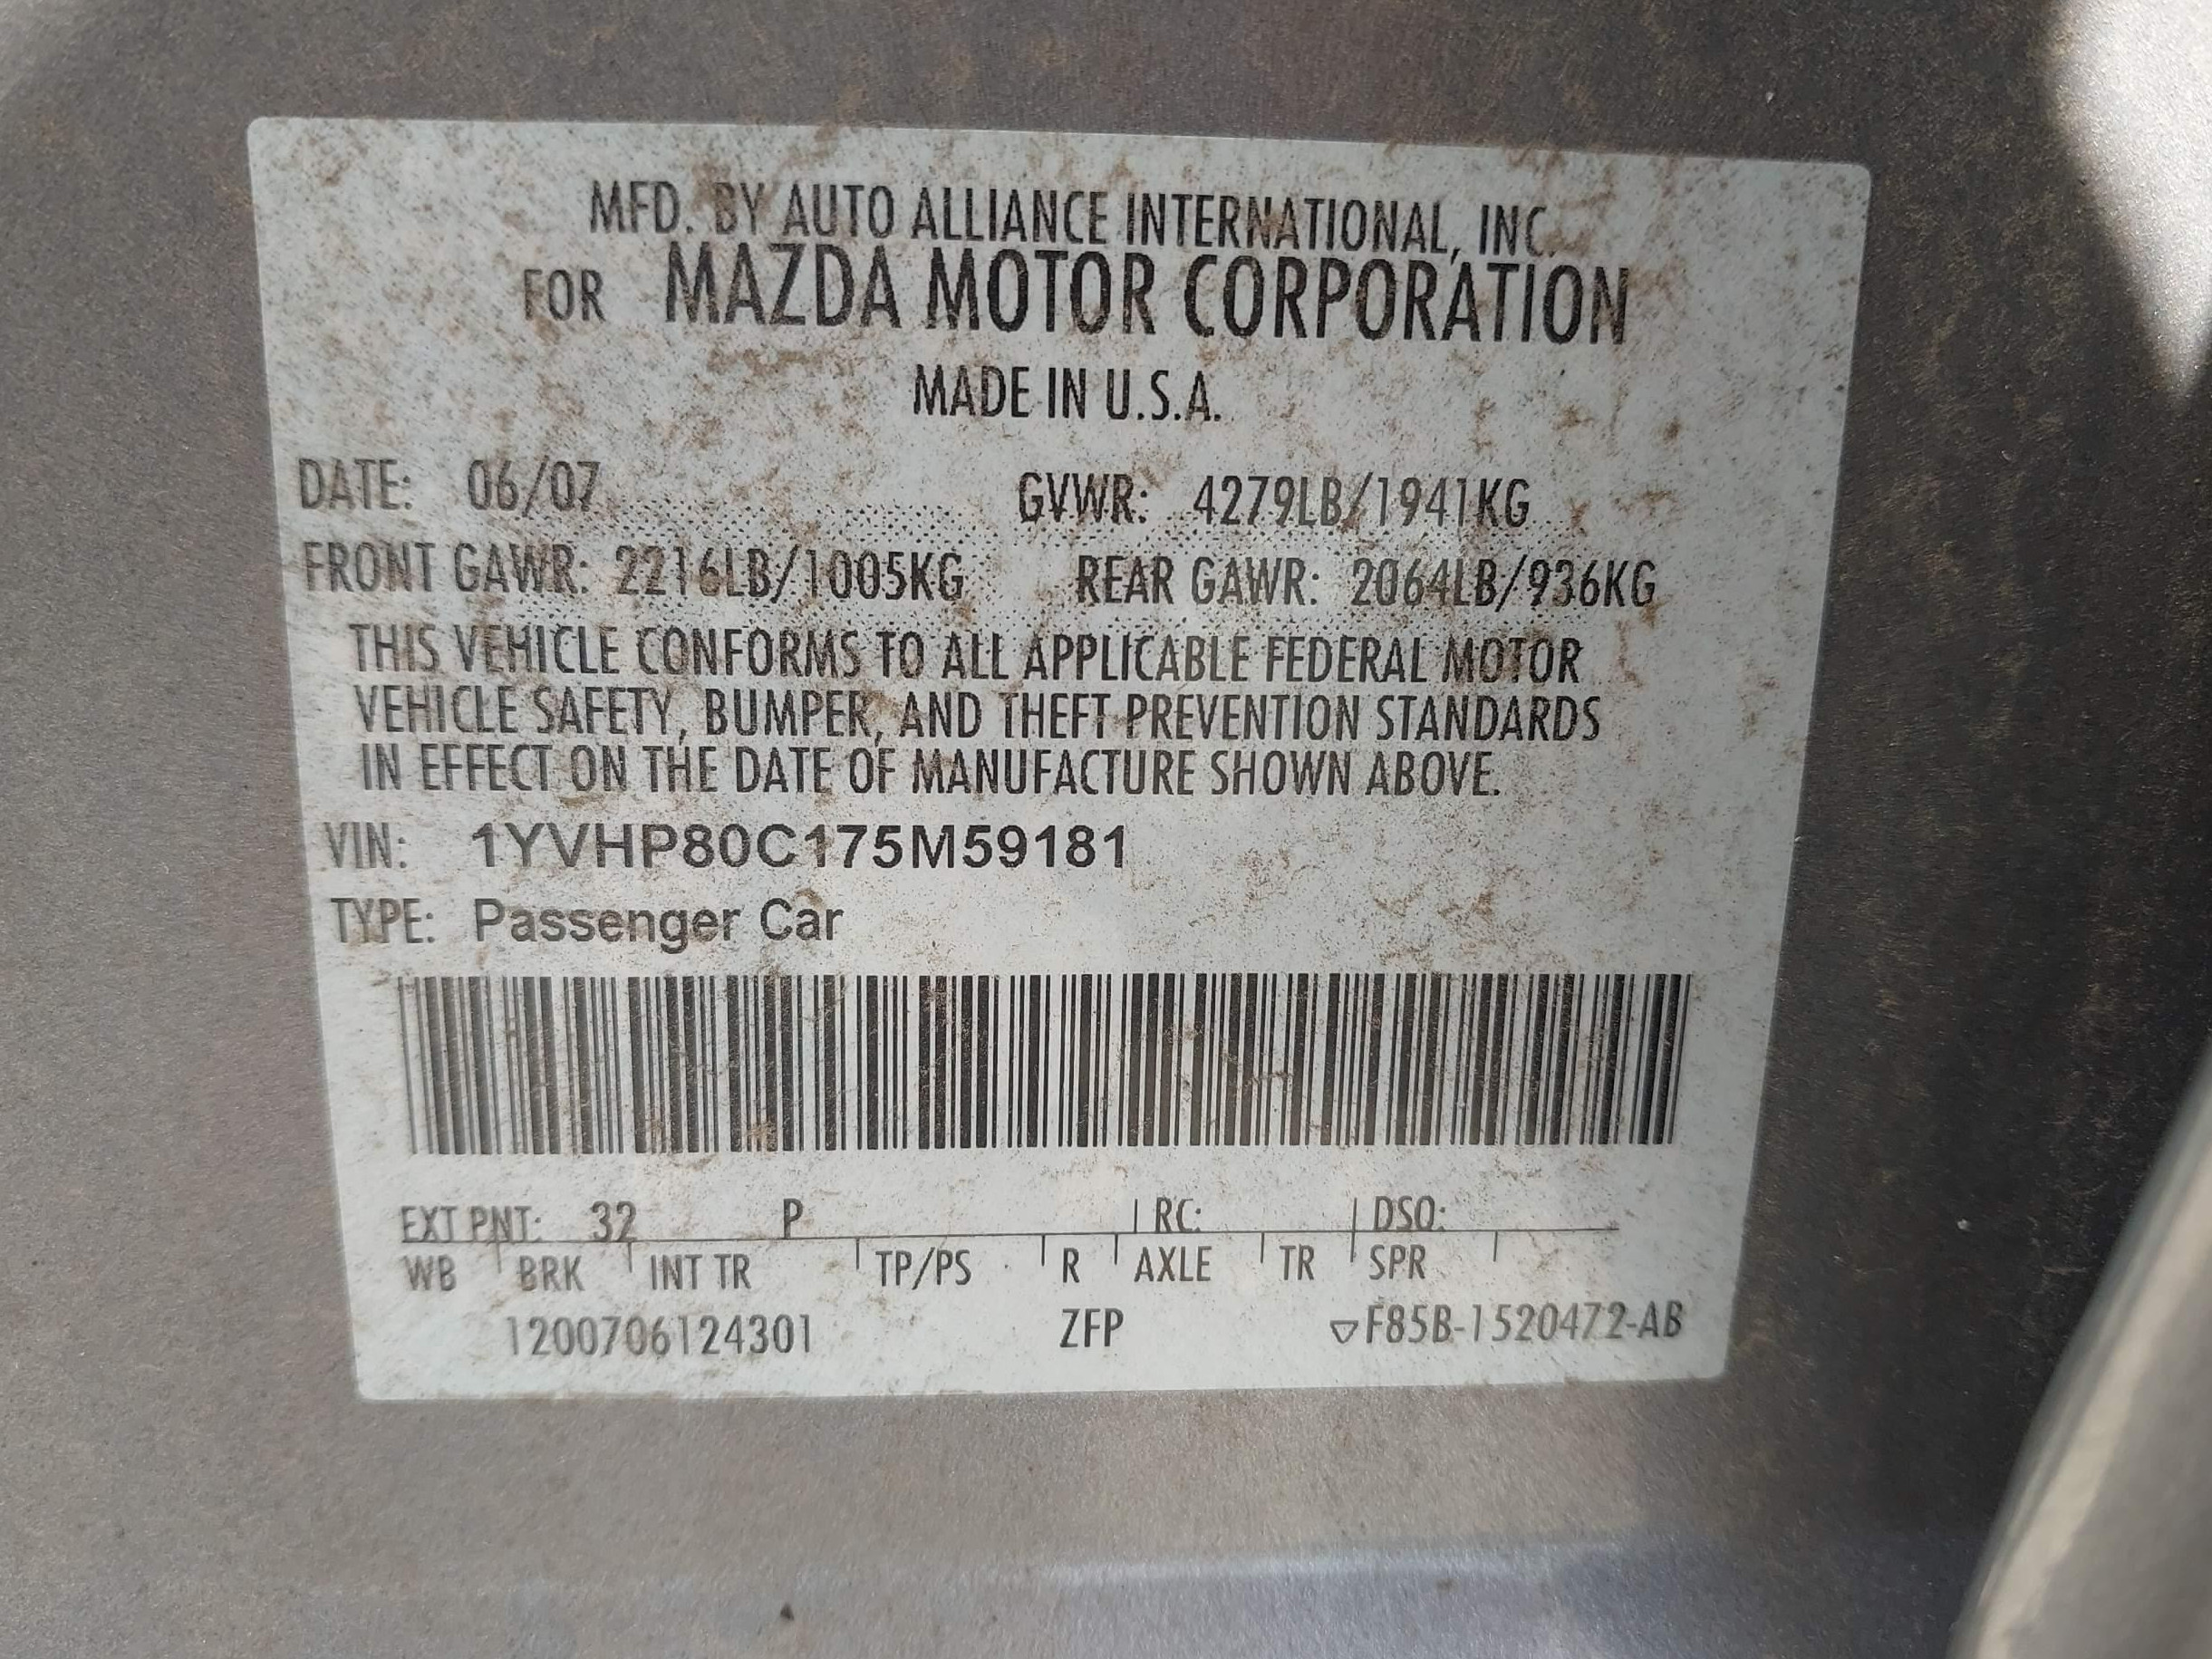 MFD. BY AUTO ALLIANCE INTERNATIONAL, INC.
FOR MAZDA MOTOR CORPORATION
MADE IN U.S.A.
DATE: 06/07 GVWR: 4279LB/1941KG
FRONT GAWR: 2216LB/1005KG REAR GAWR: 2064LB/936KG
THIS VEHICLE CONFORMS TO ALL APPLICABLE FEDERAL MOTOR
VEHICLE SAFETY, BUMPER, AND THEFT PREVENTION STANDARDS
IN EFFECT ON THE DATE OF MANUFACTURE SHOWN ABOVE.
VIN: 1YVHP80C175M59181
TYPE: Passenger Car
EXT PNT: 32 P RC: DSO:
WB BRK INT TR TP/PS R AXLE TR SPR
1200706124301 ZFP ▽F85B-1520472-AB